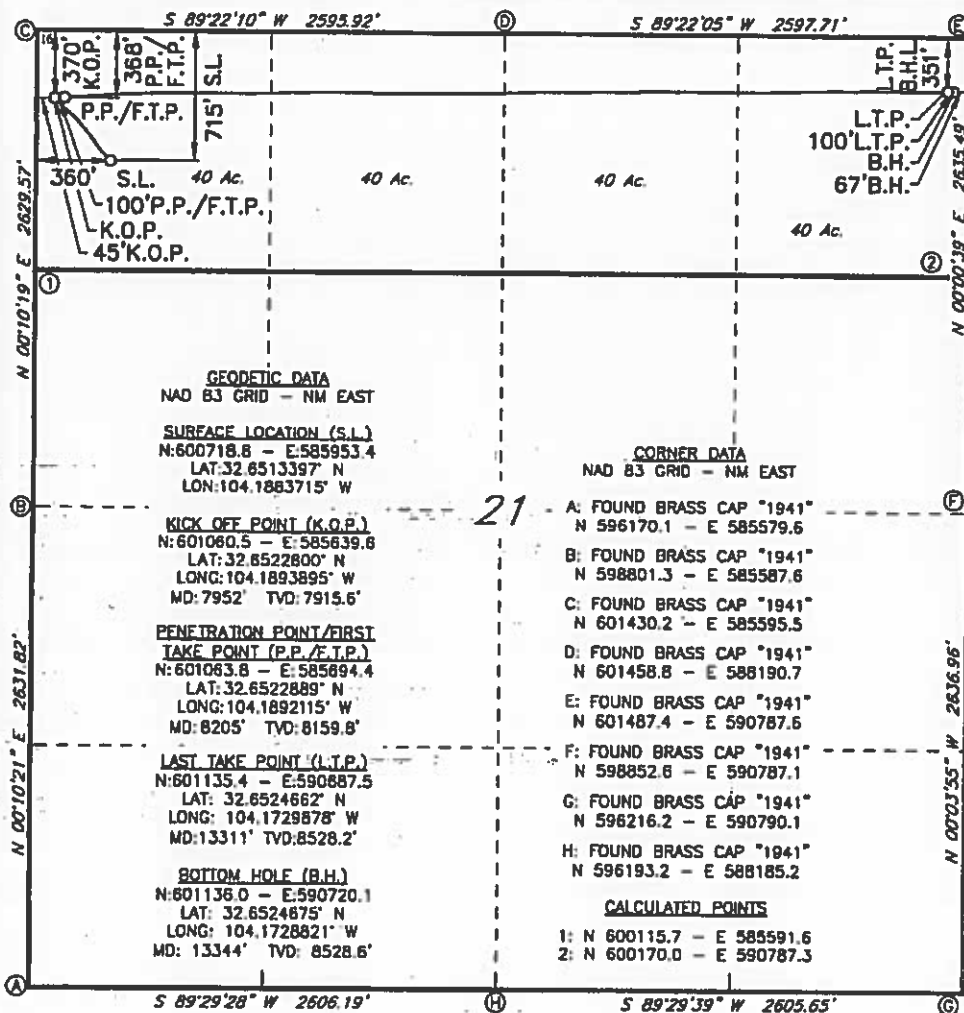 S 89°22'10" W 2595.92'
S 89°22'05" W 2597.71'
C
D
E
16
370'
K.O.P.
368'
P.P./
F.T.P.
S.L.
715'
L.T.P.
B.H.L.
351'
P.P./F.T.P.
L.T.P.
100'L.T.P.
B.H.
67'B.H.
360'
S.L.
100'P.P./F.T.P.
K.O.P.
45'K.O.P.
40 Ac.
40 Ac.
40 Ac.
40 Ac.
N 00°10'19" E 2629.57'
N 00°00'39" E 2635.49'
1
2
GEODETIC DATA
NAD 83 GRID - NM EAST
SURFACE LOCATION (S.L.)
N:600718.8 - E:585953.4
LAT:32.6513397° N
LON:104.1883715° W
KICK OFF POINT (K.O.P.)
N:601060.5 - E:585639.8
LAT:32.6522800° N
LONG:104.1893895° W
MD:7952' TVD:7915.6'
PENETRATION POINT/FIRST
TAKE POINT (P.P./F.T.P.)
N:601063.8 - E:585694.4
LAT:32.6522889° N
LONG:104.1892115° W
MD:8205' TVD:8159.8'
LAST TAKE POINT (L.T.P.)
N:601135.4 - E:590687.5
LAT: 32.6524662° N
LONG: 104.1729878° W
MD:13311' TVD:8528.2'
BOTTOM HOLE (B.H.)
N:601136.0 - E:590720.1
LAT: 32.6524675° N
LONG: 104.1728821° W
MD: 13344' TVD: 8528.6'
B
21
F
CORNER DATA
NAD 83 GRID - NM EAST
A: FOUND BRASS CAP "1941"
N 596170.1 - E 585579.6
B: FOUND BRASS CAP "1941"
N 598801.3 - E 585587.6
C: FOUND BRASS CAP "1941"
N 601430.2 - E 585595.5
D: FOUND BRASS CAP "1941"
N 601458.8 - E 588190.7
E: FOUND BRASS CAP "1941"
N 601487.4 - E 590787.6
F: FOUND BRASS CAP "1941"
N 598852.6 - E 590787.1
G: FOUND BRASS CAP "1941"
N 596216.2 - E 590790.1
H: FOUND BRASS CAP "1941"
N 596193.2 - E 588185.2
CALCULATED POINTS
1: N 600115.7 - E 585591.6
2: N 600170.0 - E 590787.3
N 00°10'21" E 2631.82'
N 00°03'55" W 2636.96'
A
S 89°29'28" W 2606.19'
H
S 89°29'39" W 2605.65'
G